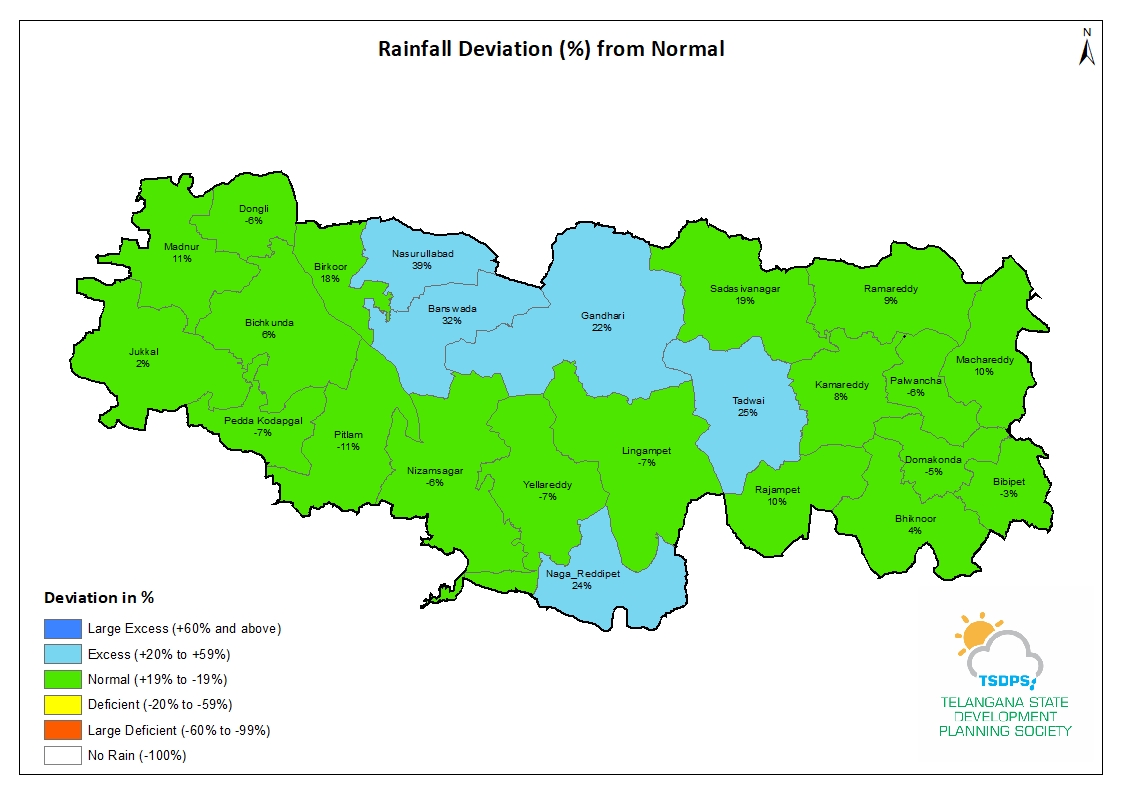 Rainfall Deviation (%) from Normal
N
Dongli
-6%
Madnur
11%
Birkoor
18%
Nasurullabad
39%
Banswada
32%
Gandhari
22%
Sadasivanagar
19%
Ramareddy
9%
Bichkunda
6%
Jukkal
2%
Machareddy
10%
Kamareddy
8%
Palwancha
-6%
Tadwai
25%
Pedda Kodapgal
-7%
Pitlam
-11%
Nizamsagar
-6%
Yellareddy
-7%
Lingampet
-7%
Domakonda
-5%
Bibipet
-3%
Rajampet
10%
Bhiknoor
4%
Naga_Reddipet
24%
Deviation in %
Large Excess (+60% and above)
Excess (+20% to +59%)
Normal (+19% to -19%)
Deficient (-20% to -59%)
Large Deficient (-60% to -99%)
No Rain (-100%)
TSDPS
TELANGANA STATE
DEVELOPMENT
PLANNING SOCIETY